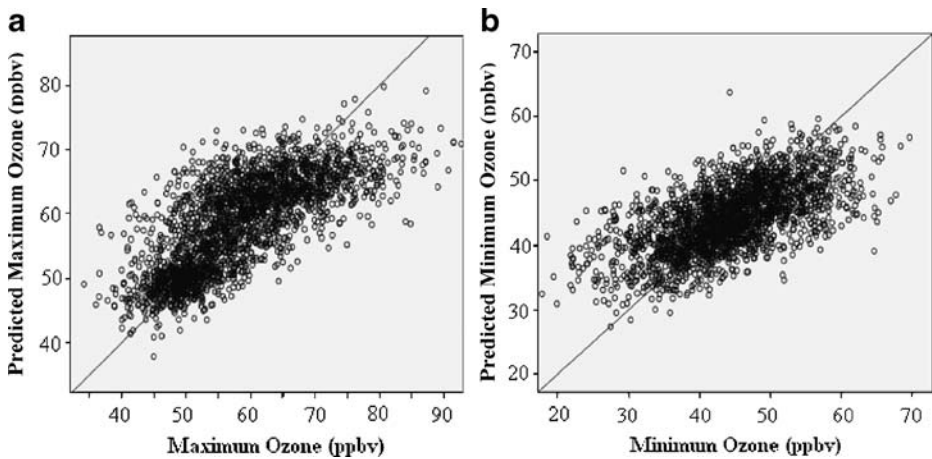 a
Predicted Maximum Ozone (ppbv)
80
70
60
50
40
40 50 60 70 80 90
Maximum Ozone (ppbv)
b
Predicted Minimum Ozone (ppbv)
70
60
50
40
30
20
20 30 40 50 60 70
Minimum Ozone (ppbv)